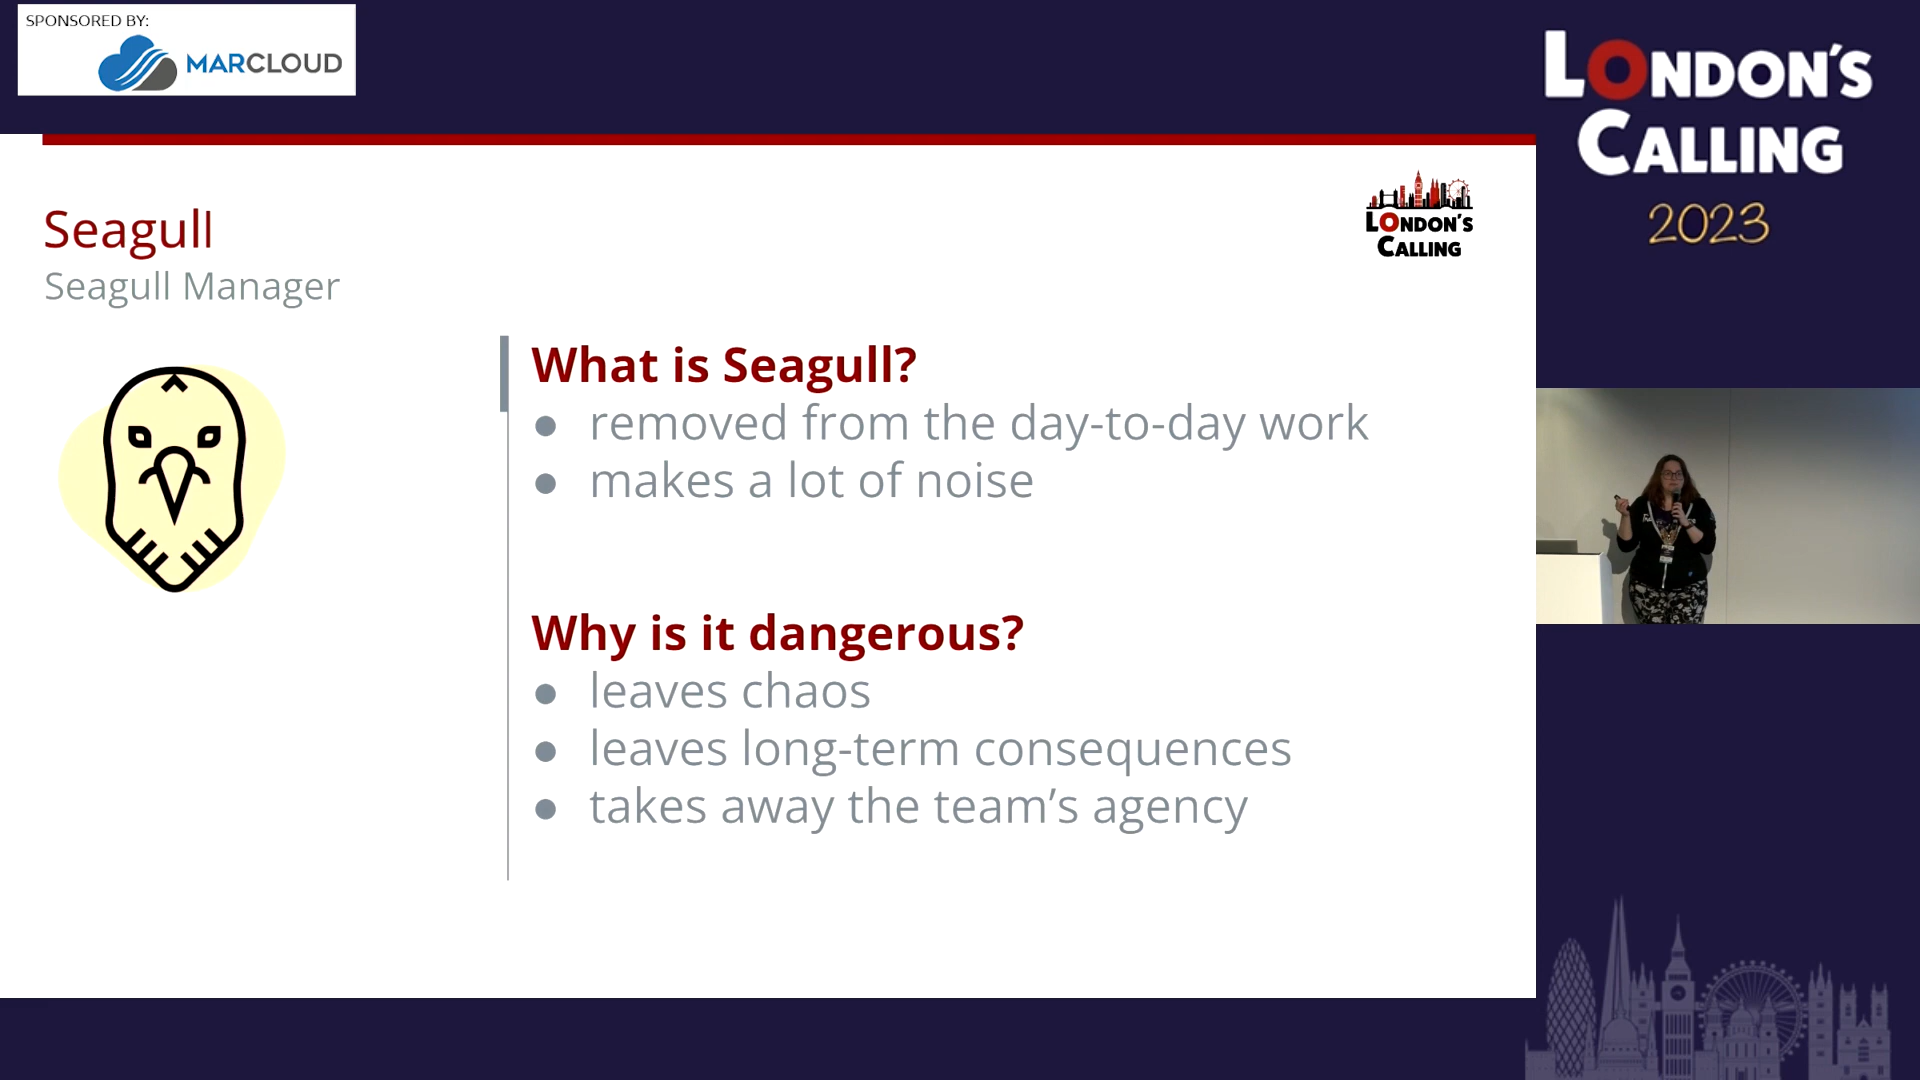 SPONSORED BY:
MARCLOUD
LONDON'S
CALLING
2023
LONDON'S
CALLING
Seagull
Seagull Manager
What is Seagull?
● removed from the day-to-day work
● makes a lot of noise
Why is it dangerous?
● leaves chaos
● leaves long-term consequences
● takes away the team’s agency